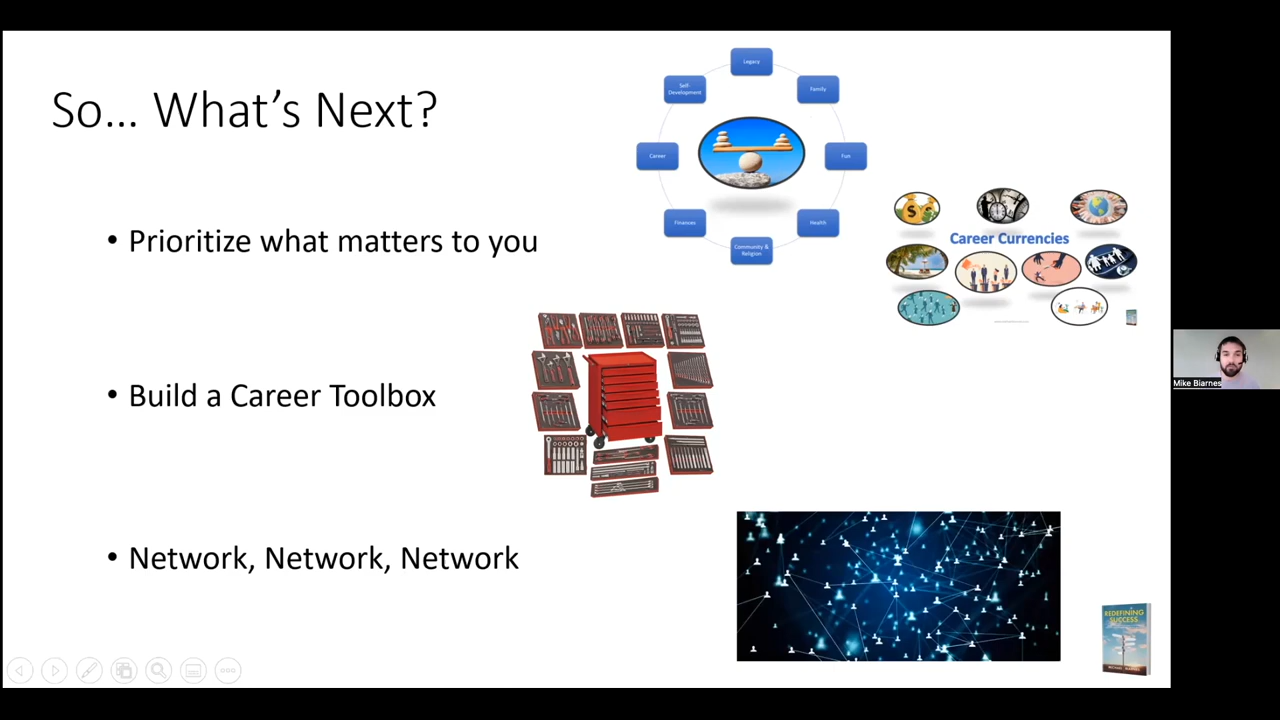 So... What's Next?
Legacy
Self-
Development
Family
Career
Fun
Finances
Health
Community &
Religion
• Prioritize what matters to you
Career Currencies
Mike Biarnes
• Build a Career Toolbox
• Network, Network, Network
REDEFINING
SUCCESS